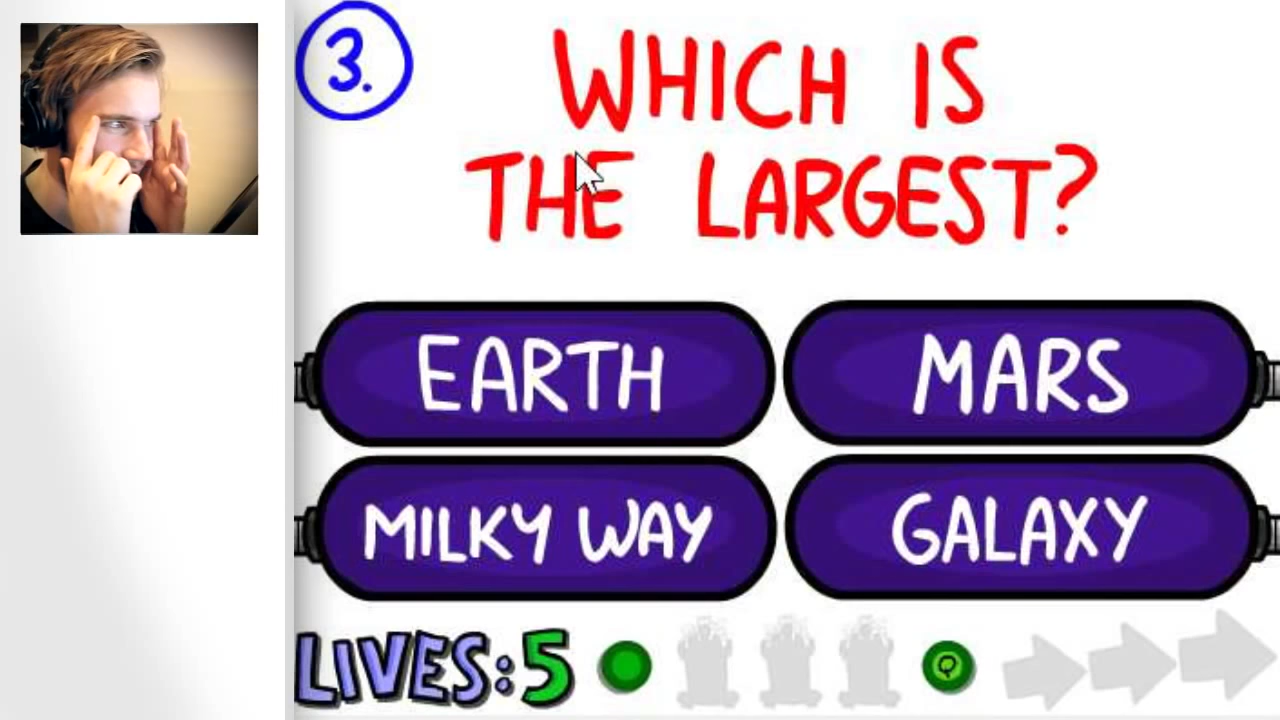 3.
WHICH IS
THE LARGEST?
EARTH
MARS
MILKY WAY
GALAXY
LIVES: 5